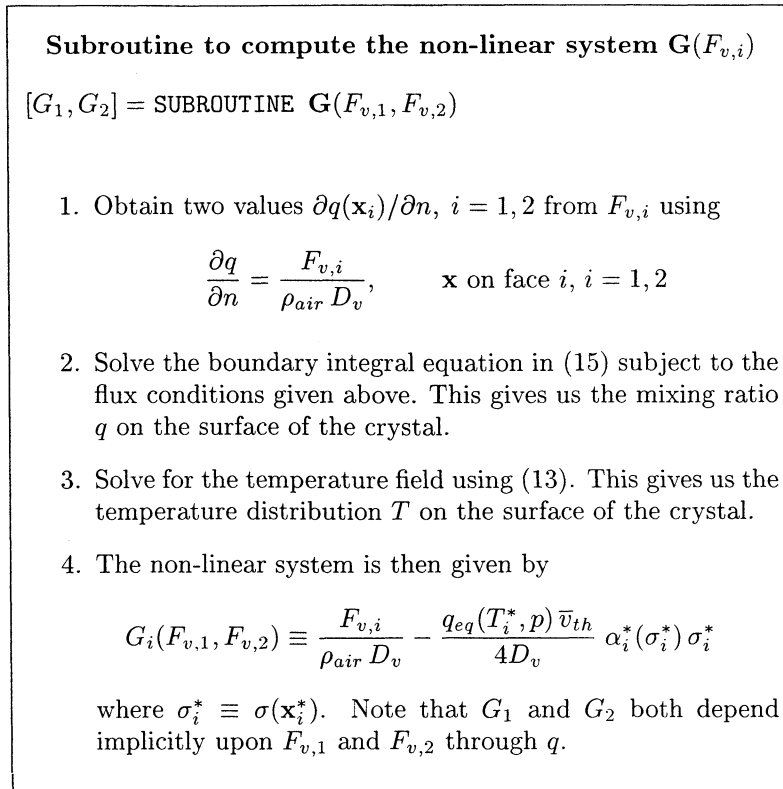 Subroutine to compute the non-linear system G(F_{v,i})
[G_1, G_2] = SUBROUTINE G(F_{v,1}, F_{v,2})
1. Obtain two values ∂q(x_i)/∂n, i = 1, 2 from F_{v,i} using
∂q/∂n = F_{v,i}/(ρ_{air} D_v), x on face i, i = 1, 2
2. Solve the boundary integral equation in (15) subject to the
flux conditions given above. This gives us the mixing ratio
q on the surface of the crystal.
3. Solve for the temperature field using (13). This gives us the
temperature distribution T on the surface of the crystal.
4. The non-linear system is then given by
G_i(F_{v,1}, F_{v,2}) ≡ F_{v,i}/(ρ_{air} D_v) − (q_{eq}(T_i^*, p) v̄_{th})/(4D_v) α_i^*(σ_i^*) σ_i^*
where σ_i^* ≡ σ(x_i^*). Note that G_1 and G_2 both depend
implicitly upon F_{v,1} and F_{v,2} through q.